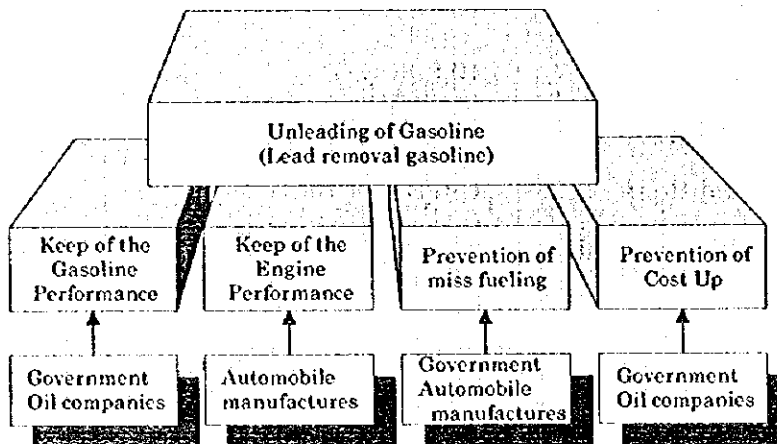 Unleading of Gasoline
(Lead removal gasoline)
Keep of the
Gasoline
Performance
Keep of the
Engine
Performance
Prevention of
miss fueling
Prevention of
Cost Up
Government
Oil companies
Automobile
manufactures
Government
Automobile
manufactures
Government
Oil companies